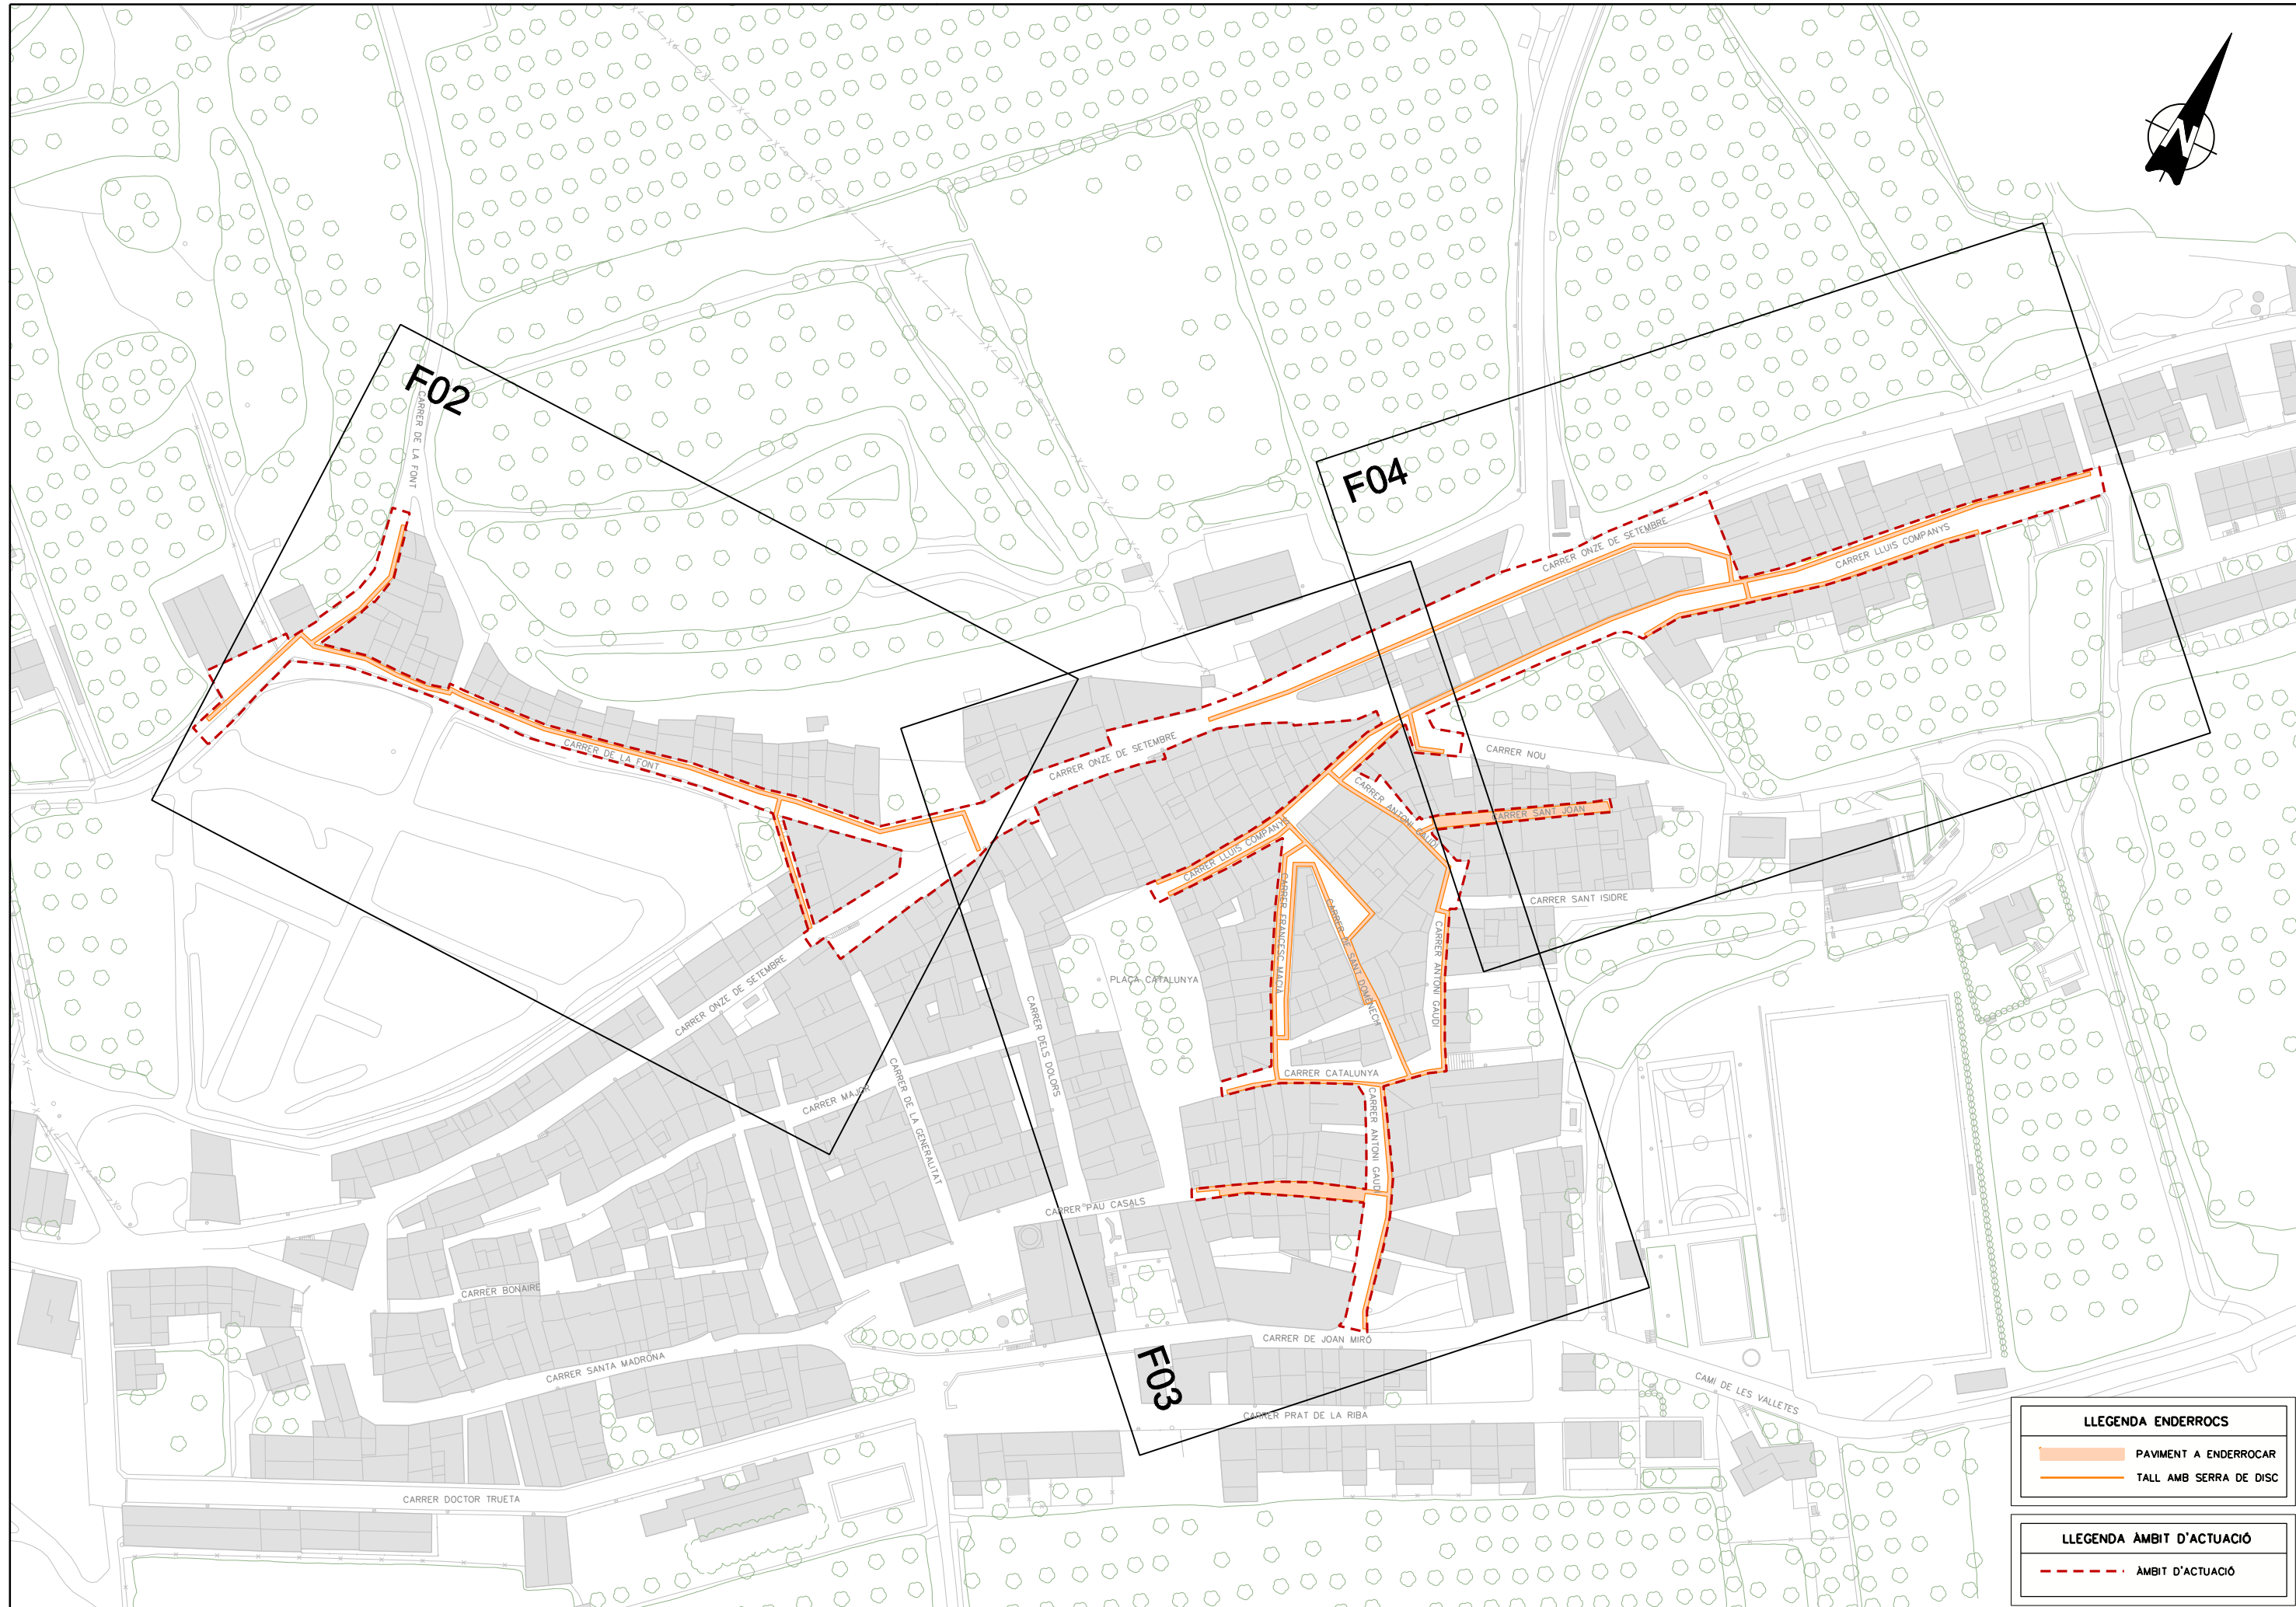 F02
CARRER DE LA FONT
F04
CARRER ONZE DE SETEMBRE
CARRER LLUIS COMPANYS
CARRER DE LA FONT
CARRER ONZE DE SETEMBRE
CARRER NOU
CARRER ANTONI GAUDI
CARRER SANT JOAN
CARRER LLUIS COMPANYS
CARRER SANT ISIDRE
CARRER FRANCESC MACIÀ
CARRER DE SANT DOMÈNECH
CARRER ANTONI GAUDI
PLAÇA CATALUNYA
CARRER ONZE DE SETEMBRE
CARRER DELS DOLORS
CARRER CATALUNYA
CARRER MAJOR
CARRER DE LA GENERALITAT
CARRER ANTONI GAUDI
CARRER PAU CASALS
CARRER BONAIRE
CARRER DE JOAN MIRÓ
CARRER SANTA MADRONA
F03
CAMI DE LES VALLETES
CARRER PRAT DE LA RIBA
CARRER DOCTOR TRUETA
LLEGENDA ENDERROCS
PAVIMENT A ENDERROCAR
TALL AMB SERRA DE DISC
LLEGENDA ÀMBIT D'ACTUACIÓ
ÀMBIT D'ACTUACIÓ